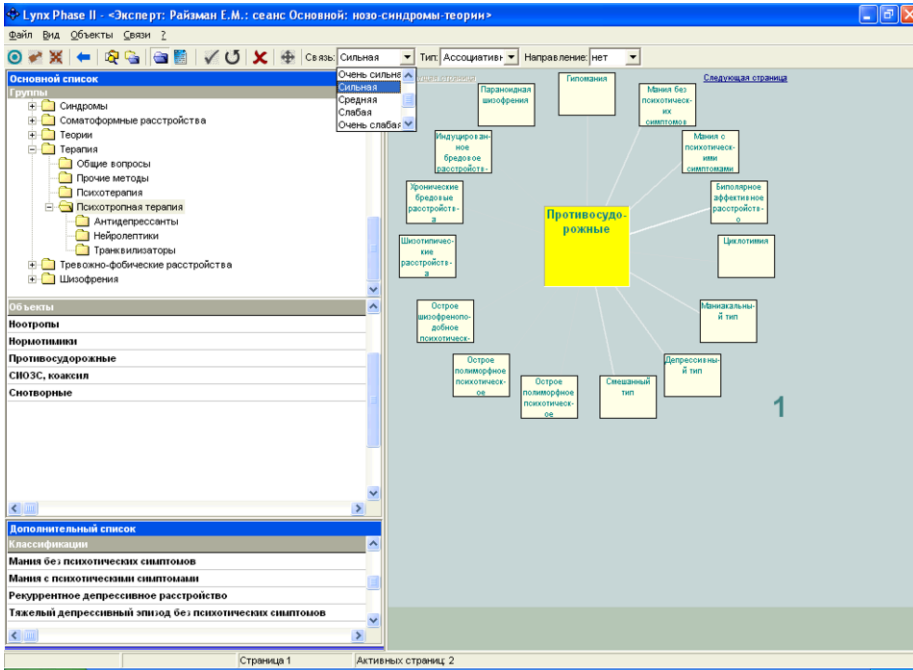 Lynx Phase II - <Эксперт: Райзман Е.М.: сеанс Основной: нозо-синдромы-теории>
Файл Вид Объекты Связи ?
Связь: Сильная Тип: Ассоциативн Направление: нет
Очень сильна
Сильная
Средняя
Слабая
Очень слабая
Основной список
Группы
Синдромы
Соматоформные расстройства
Теории
Терапия
Общие вопросы
Прочие методы
Психотерапия
Психотропная терапия
Антидепрессанты
Нейролептики
Транквилизаторы
Тревожно-фобические расстройства
Шизофрения
Объекты
Ноотропы
Нормотимики
Противосудорожные
СИОЗС, коаксил
Снотворные
Дополнительный список
Классификации
Мания без психотических симптомов
Мания с психотическими симптомами
Рекуррентное депрессивное расстройство
Тяжелый депрессивный эпизод без психотических симптомов
страница
Следующая страница
Гипомания
Мания без
психотическ-
их
симптомов
Мания с
психотическ-
ими
симптомами
Биполярное
аффективное
расстройств-
о
Циклотимия
Маниакальны-
й тип
Депрессивны-
й тип
Смешанный
тип
Острое
полиморфное
психотическ-
ое
Острое
полиморфное
психотическ-
ое
Острое
шизофренопо-
добное
психотическ-
Шизотипичес-
кие
расстройств-
а
Хронические
бредовые
расстройств-
а
Индуцирован-
ное
бредовое
расстройств-
Параноидная
шизофрения
Противосудо-
рожные
1
Страница 1
Активных страниц: 2